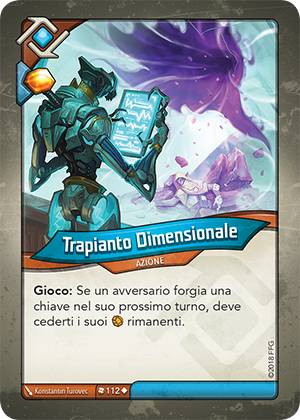 Trapianto Dimensionale
AZIONE
Gioco: Se un avversario forgia una
chiave nel suo prossimo turno, deve
cederti i suoi rimanenti.
©2018 FFG
Konstantin Turovec
112